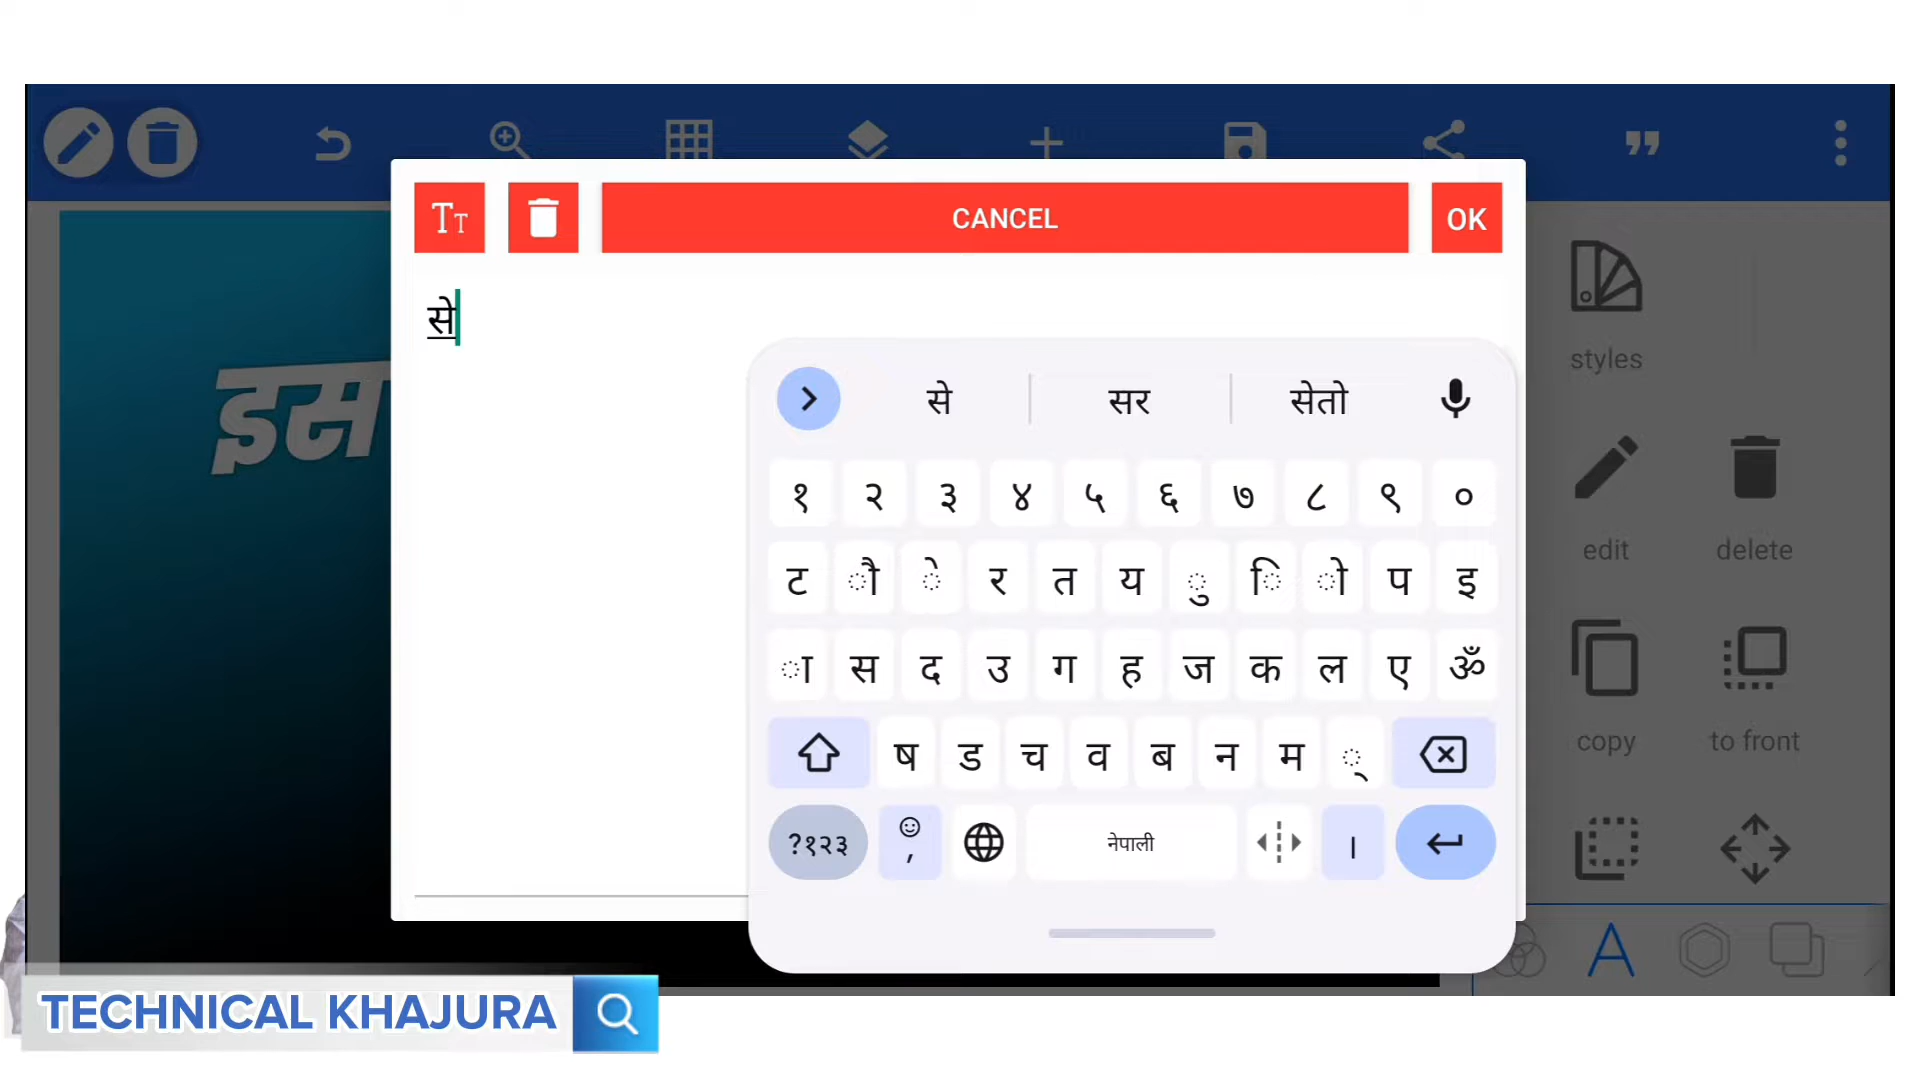 CANCEL
OK
से
इस
से सर सेतो
१ २ ३ ४ ५ ६ ७ ८ ९ ०
ट ौ े र त य ु ि ो प इ
ा स द उ ग ह ज क ल ए ॐ
ष ड च व ब न म ्
?१२३ , नेपाली ।
styles
edit delete
copy to front
TECHNICAL KHAJURA